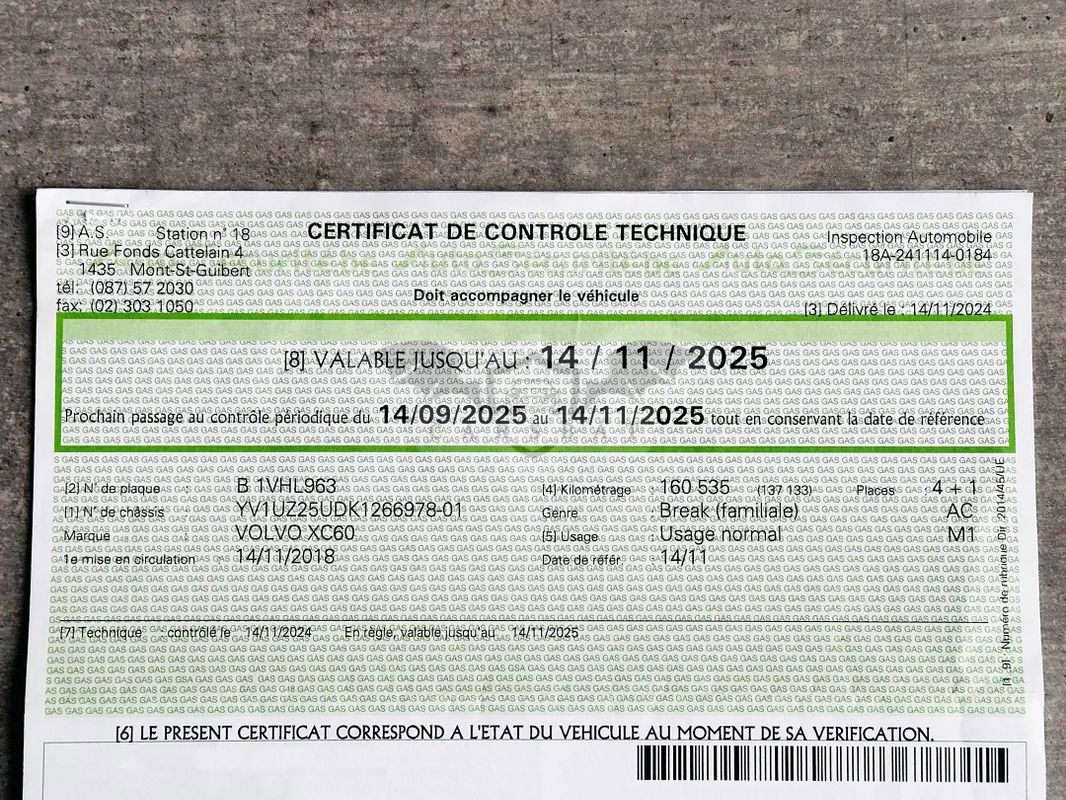 [9] A.S. Station n° 18
CERTIFICAT DE CONTROLE TECHNIQUE
Inspection Automobile
[3] Rue Fonds Cattelain 4
18A-241114-0184
1435 Mont-St-Guibert
tél: (087) 57 2030
Doit accompagner le véhicule
fax: (02) 303 1050
[3] Délivré le : 14/11/2024
[8] VALABLE JUSQU'AU : 14 / 11 / 2025
Prochain passage au contrôle périodique du 14/09/2025 au 14/11/2025 tout en conservant la date de référence
[2] N° de plaque : B 1VHL963
[4] Kilométrage : 160 535 (137 133) Places 4 + 1
[1] N° de châssis : YV1UZ25UDK1266978-01
Genre : Break (familiale) AC
Marque : VOLVO XC60
[5] Usage : Usage normal M1
1e mise en circulation : 14/11/2018
Date de référ. : 14/11
[7] Technique : contrôlé le : 14/11/2024 En règle, valable jusqu'au 14/11/2025
[6] LE PRESENT CERTIFICAT CORRESPOND A L'ETAT DU VEHICULE AU MOMENT DE SA VERIFICATION.
Numéro de rubrique Dir. 2014/45/UE